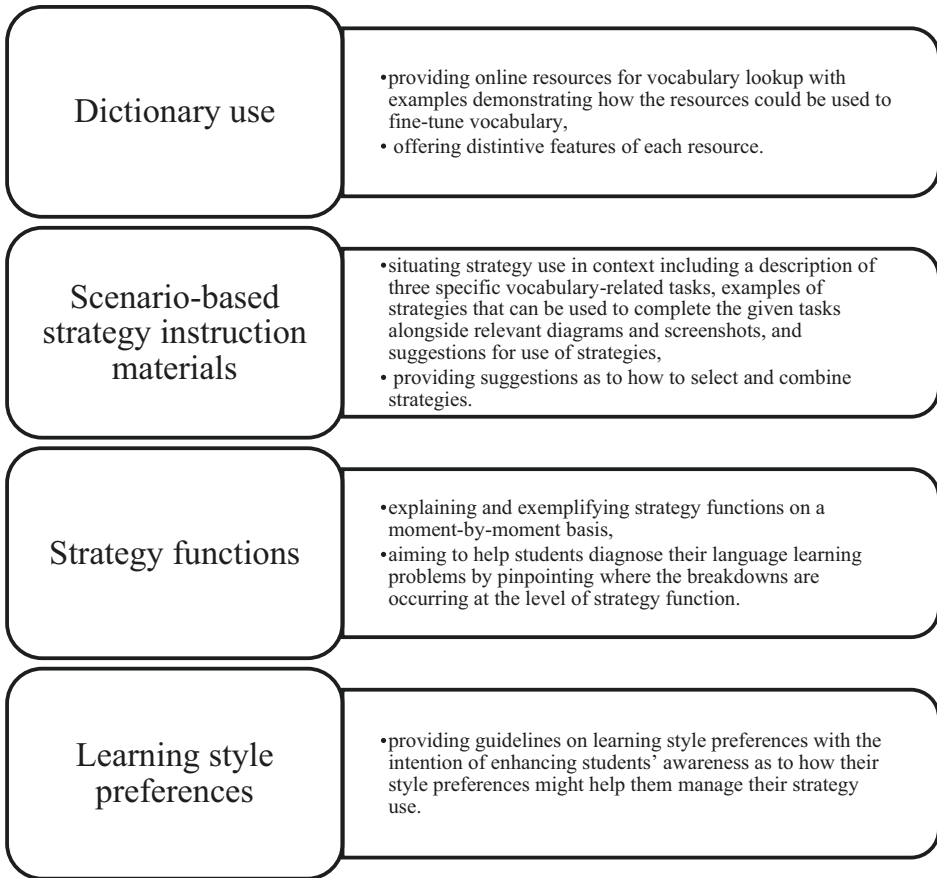 Dictionary use
•providing online resources for vocabulary lookup with
examples demonstrating how the resources could be used to
fine-tune vocabulary,
• offering distintive features of each resource.
Scenario-based
strategy instruction
materials
•situating strategy use in context including a description of
three specific vocabulary-related tasks, examples of
strategies that can be used to complete the given tasks
alongside relevant diagrams and screenshots, and
suggestions for use of strategies,
• providing suggestions as to how to select and combine
strategies.
Strategy functions
•explaining and exemplifying strategy functions on a
moment-by-moment basis,
•aiming to help students diagnose their language learning
problems by pinpointing where the breakdowns are
occurring at the level of strategy function.
Learning style
preferences
•providing guidelines on learning style preferences with the
intention of enhancing students’ awareness as to how their
style preferences might help them manage their strategy
use.